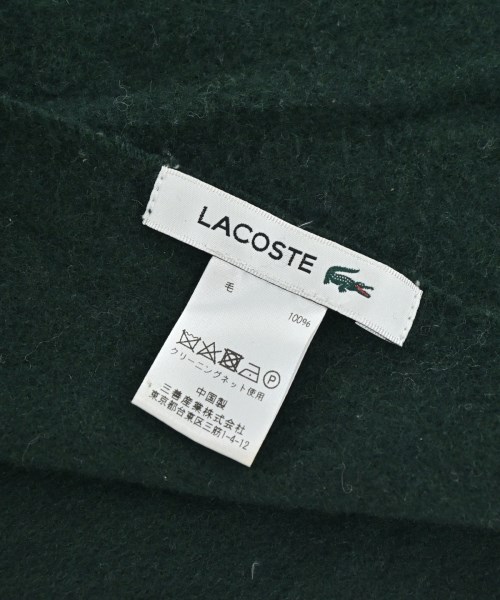 LACOSTE
毛 100%
P
クリーニングネット使用
中国製
三善産業株式会社
東京都台東区三筋1-4-12